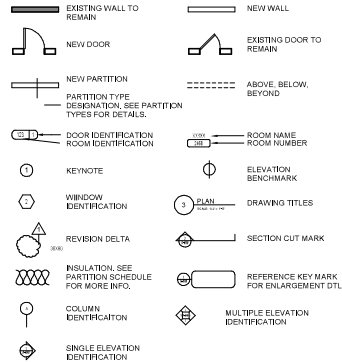 EXISTING WALL TO
REMAIN
NEW WALL
NEW DOOR
EXISTING DOOR TO
REMAIN
NEW PARTITION
PARTITION TYPE
DESIGNATION, SEE PARTITION
TYPES FOR DETAILS.
ABOVE, BELOW,
BEYOND
123 1
DOOR IDENTIFICATION
ROOM IDENTIFICATION
ROOM NAME
ROOM NUMBER
1
KEYNOTE
ELEVATION
BENCHMARK
2
WIINDOW
IDENTIFICATION
3
PLAN
DRAWING TITLES
REVISION DELTA
SECTION CUT MARK
INSULATION. SEE
PARTITION SCHEDULE
FOR MORE INFO.
REFERENCE KEY MARK
FOR ENLARGEMENT DTL
COLUMN
IDENTIFICAITON
MULTIPLE ELEVATION
IDENTIFICATION
SINGLE ELEVATION
IDENTIFICATION